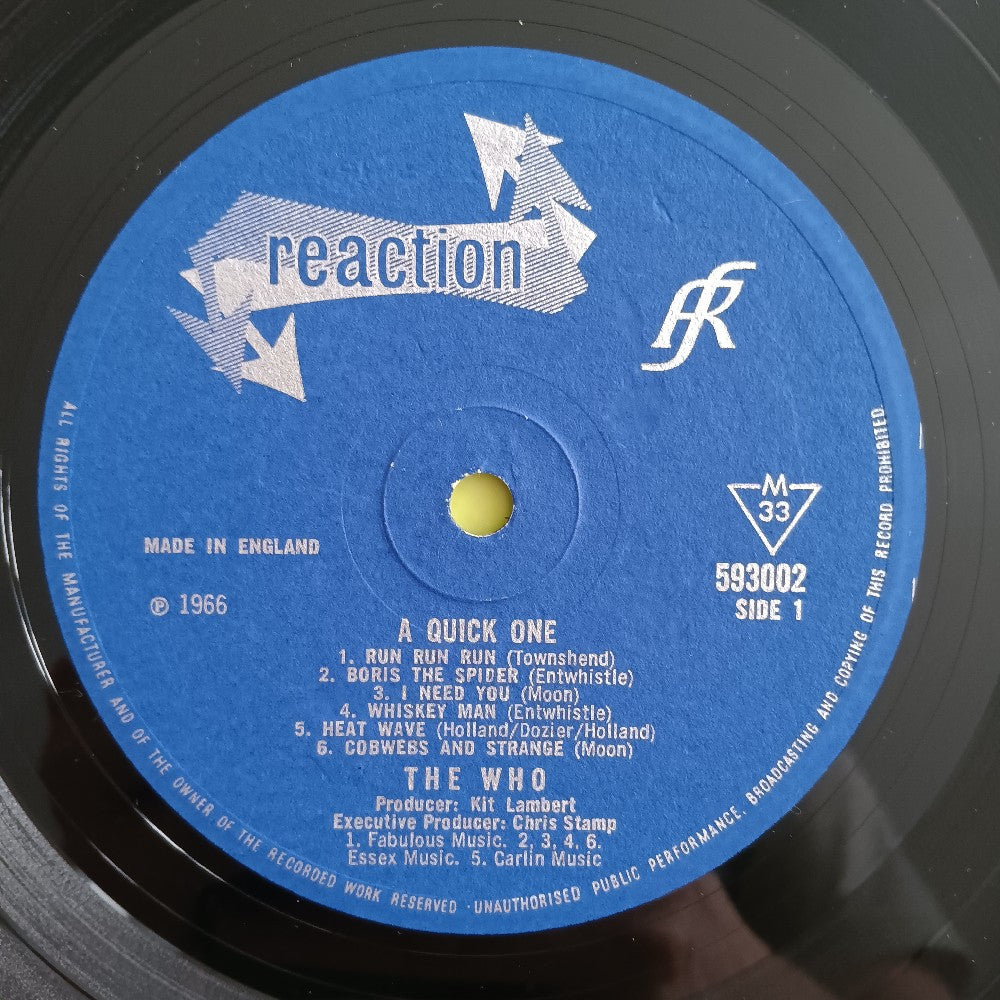 reaction
M
33
MADE IN ENGLAND
593002
℗ 1966
SIDE 1
A QUICK ONE
1. RUN RUN RUN (Townshend)
2. BORIS THE SPIDER (Entwhistle)
3. I NEED YOU (Moon)
4. WHISKEY MAN (Entwhistle)
5. HEAT WAVE (Holland/Dozier/Holland)
6. COBWEBS AND STRANGE (Moon)
THE WHO
Producer: Kit Lambert
Executive Producer: Chris Stamp
1. Fabulous Music. 2, 3, 4, 6.
Essex Music. 5. Carlin Music
ALL RIGHTS OF THE MANUFACTURER AND OF THE OWNER OF THE RECORDED WORK RESERVED · UNAUTHORISED PUBLIC PERFORMANCE, BROADCASTING AND COPYING OF THIS RECORD PROHIBITED